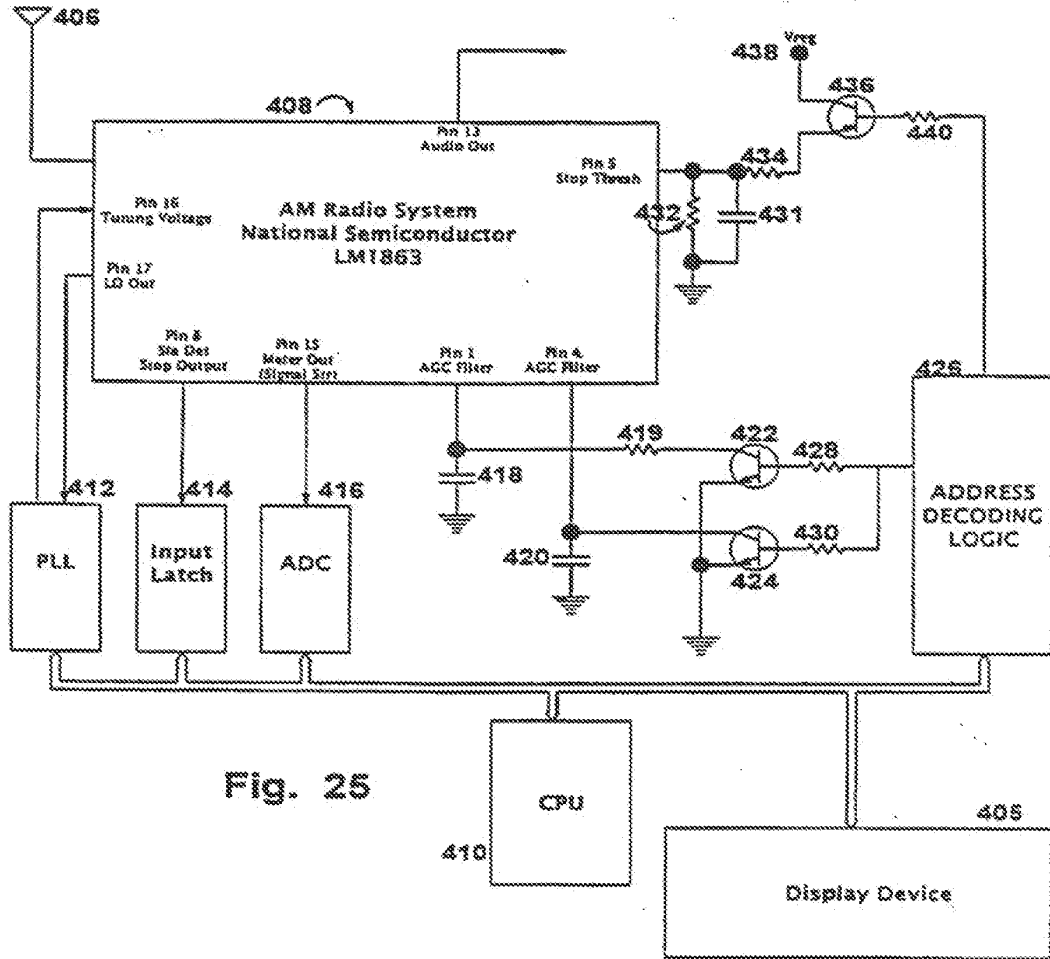 406
Vreg
438
436
408
440
Pin 13
Audio Out
434
Pin 5
Stop Thresh
Pin 16
Tuning Voltage
AM Radio System
National Semiconductor
LM1863
432
431
Pin 17
LO Out
Pin 8
Sta Det
Stop Output
Pin 15
Meter Out
(Signal Str)
Pin 1
AGC Filter
Pin 4
AGC Filter
426
419
422
428
418
412
414
416
ADDRESS
DECODING
LOGIC
PLL
Input
Latch
ADC
420
430
424
Fig. 25
CPU
410
405
Display Device